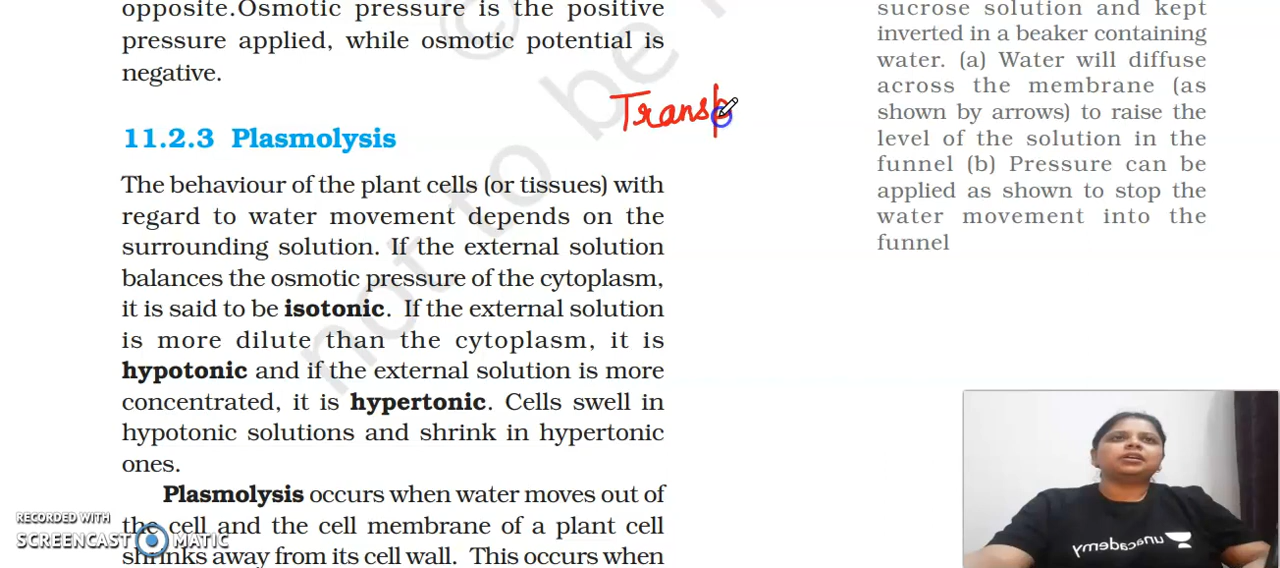 opposite.Osmotic pressure is the positive
pressure applied, while osmotic potential is
negative.
Transp
11.2.3 Plasmolysis
The behaviour of the plant cells (or tissues) with
regard to water movement depends on the
surrounding solution. If the external solution
balances the osmotic pressure of the cytoplasm,
it is said to be isotonic. If the external solution
is more dilute than the cytoplasm, it is
hypotonic and if the external solution is more
concentrated, it is hypertonic. Cells swell in
hypotonic solutions and shrink in hypertonic
ones.
Plasmolysis occurs when water moves out of
the cell and the cell membrane of a plant cell
shrinks away from its cell wall. This occurs when
sucrose solution and kept
inverted in a beaker containing
water. (a) Water will diffuse
across the membrane (as
shown by arrows) to raise the
level of the solution in the
funnel (b) Pressure can be
applied as shown to stop the
water movement into the
funnel
© not to be
RECORDED WITH
SCREENCAST MATIC
unacademy